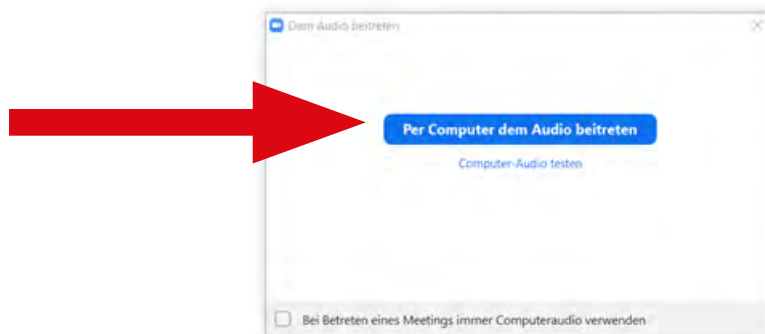 Dem Audio beitreten
Per Computer dem Audio beitreten
Computer-Audio testen
Bei Betreten eines Meetings immer Computeraudio verwenden